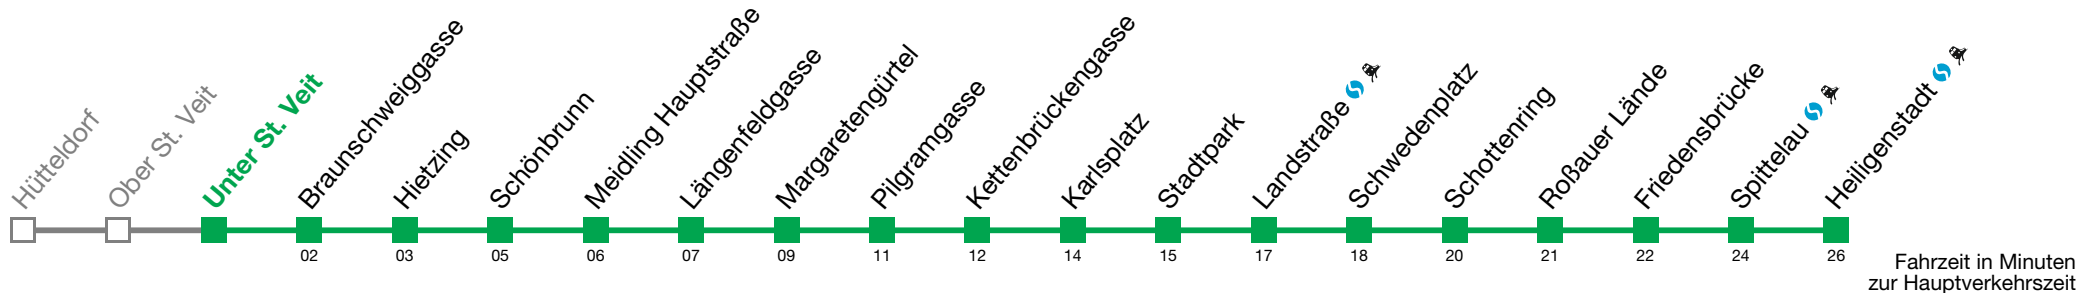 Hütteldorf
Ober St. Veit
Unter St. Veit
Braunschweiggasse
Hietzing
Schönbrunn
Meidling Hauptstraße
Längenfeldgasse
Margaretengürtel
Pilgramgasse
Kettenbrückengasse
Karlsplatz
Stadtpark
Landstraße
Schwedenplatz
Schottenring
Roßauer Lände
Friedensbrücke
Spittelau
Heiligenstadt
02 03 05 06 07 09 11 12 14 15 17 18 20 21 22 24 26
Fahrzeit in Minuten
zur Hauptverkehrszeit